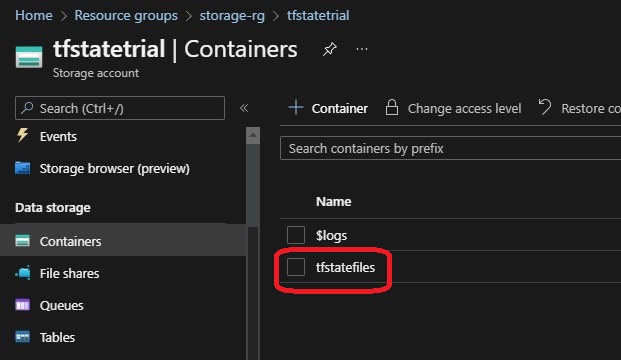 Home > Resource groups > storage-rg > tfstatetrial
tfstatetrial | Containers
Storage account
Search (Ctrl+/)
«
+ Container
Change access level
Restore co
Events
Storage browser (preview)
Search containers by prefix
Data storage
Name
Containers
$logs
File shares
tfstatefiles
Queues
Tables